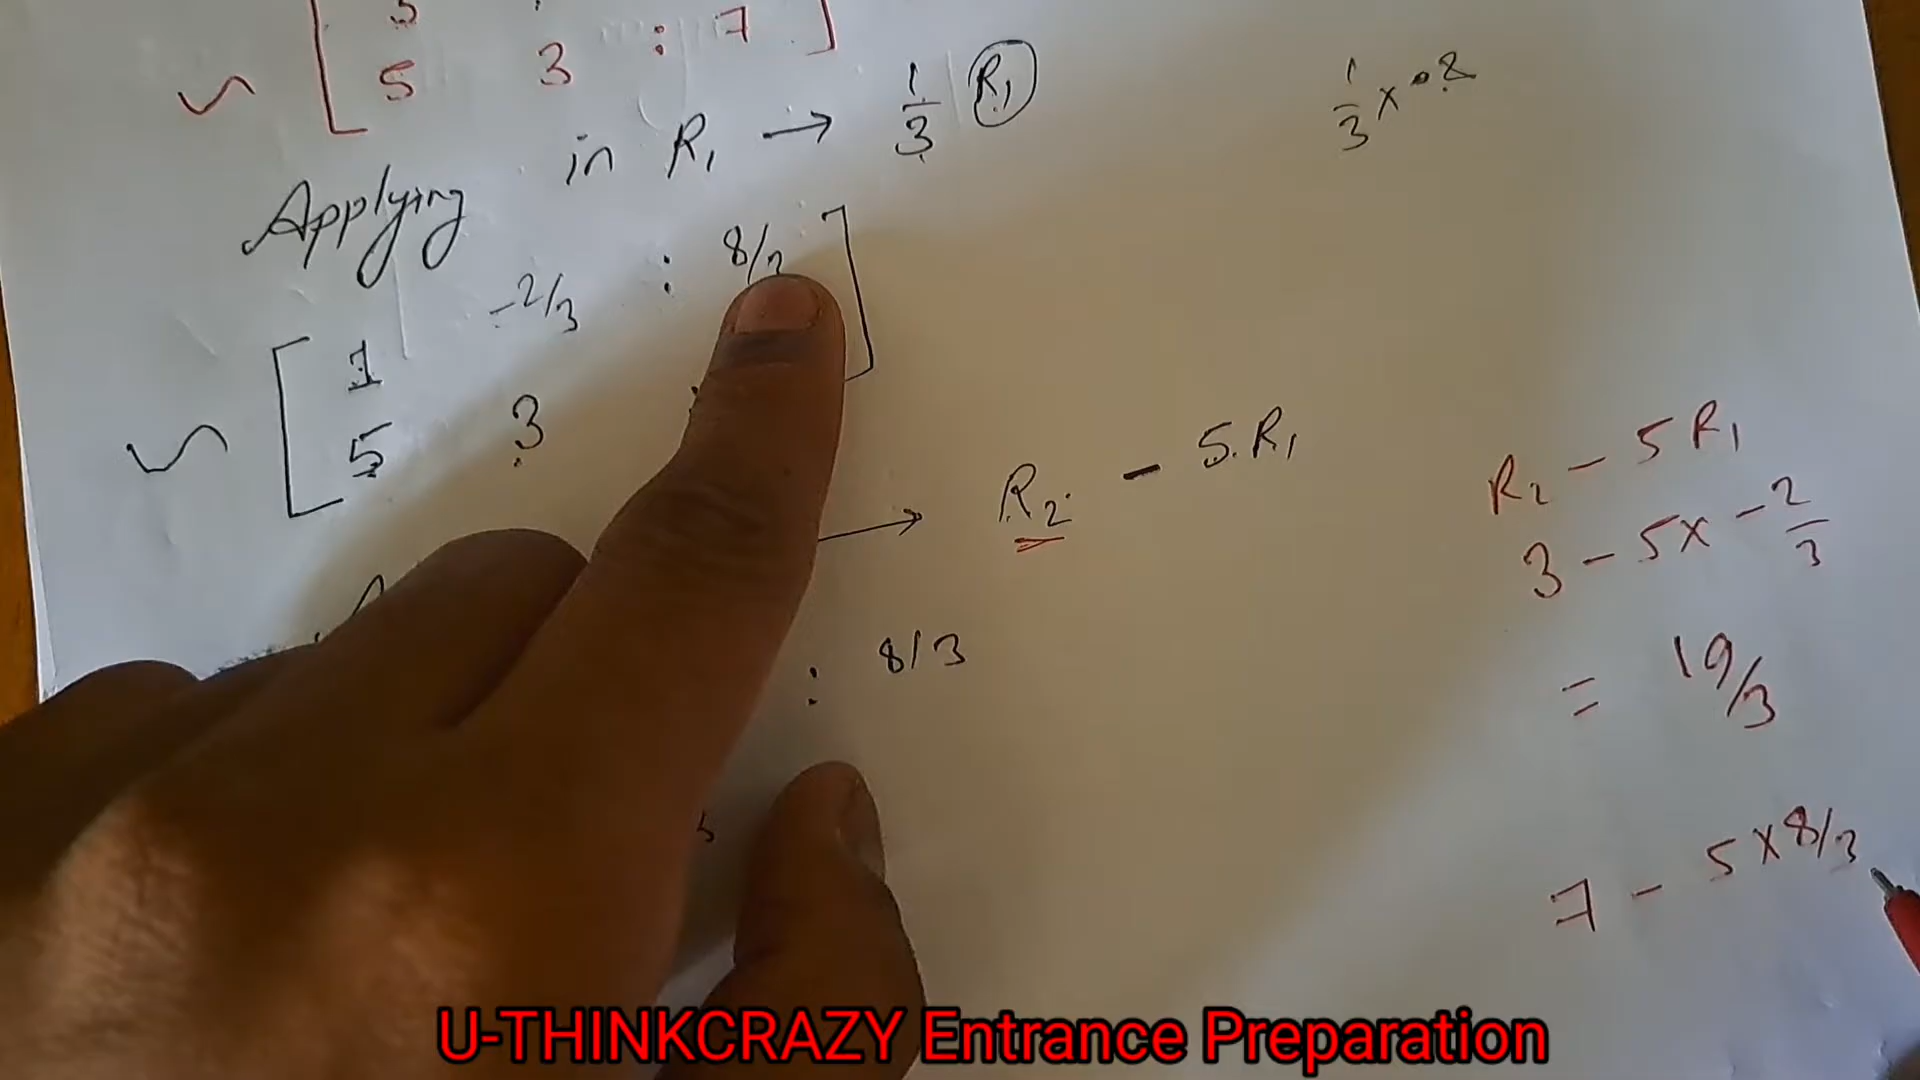 ~ [ 5 3 : 7 ]
Applying in R₁ → 1/3 R₁
1/3 x
~ [ 1 -2/3 : 8/3 ]
5 3 :
→ R₂ - 5.R₁
: 8/3
R₂ - 5R₁
3 - 5x - 2/3
= 19/3
7 - 5x8/3
U-THINKCRAZY Entrance Preparation